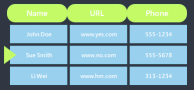 Name URL Phone
John Doe www.yes.com 555-1234
Sue Smith www.no.com 555-5678
Li Wei www.hm.com 313-1234